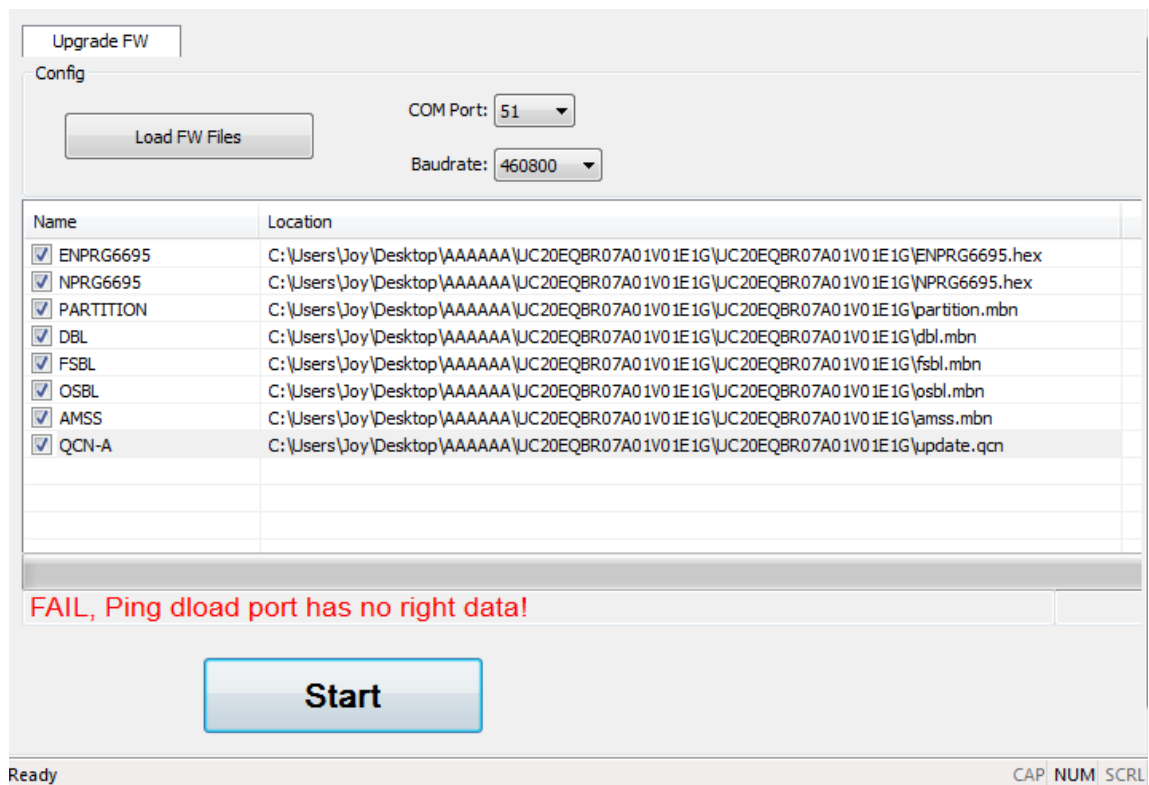 Upgrade FW
Config
Load FW Files
COM Port: 51
Baudrate: 460800
Name Location
ENPRG6695 C:\Users\Joy\Desktop\AAAAAA\UC20EQBR07A01V01E1G\UC20EQBR07A01V01E1G\ENPRG6695.hex
NPRG6695 C:\Users\Joy\Desktop\AAAAAA\UC20EQBR07A01V01E1G\UC20EQBR07A01V01E1G\NPRG6695.hex
PARTITION C:\Users\Joy\Desktop\AAAAAA\UC20EQBR07A01V01E1G\UC20EQBR07A01V01E1G\partition.mbn
DBL C:\Users\Joy\Desktop\AAAAAA\UC20EQBR07A01V01E1G\UC20EQBR07A01V01E1G\dbl.mbn
FSBL C:\Users\Joy\Desktop\AAAAAA\UC20EQBR07A01V01E1G\UC20EQBR07A01V01E1G\fsbl.mbn
OSBL C:\Users\Joy\Desktop\AAAAAA\UC20EQBR07A01V01E1G\UC20EQBR07A01V01E1G\osbl.mbn
AMSS C:\Users\Joy\Desktop\AAAAAA\UC20EQBR07A01V01E1G\UC20EQBR07A01V01E1G\amss.mbn
QCN-A C:\Users\Joy\Desktop\AAAAAA\UC20EQBR07A01V01E1G\UC20EQBR07A01V01E1G\update.qcn
FAIL, Ping dload port has no right data!
Start
Ready CAP NUM SCRL